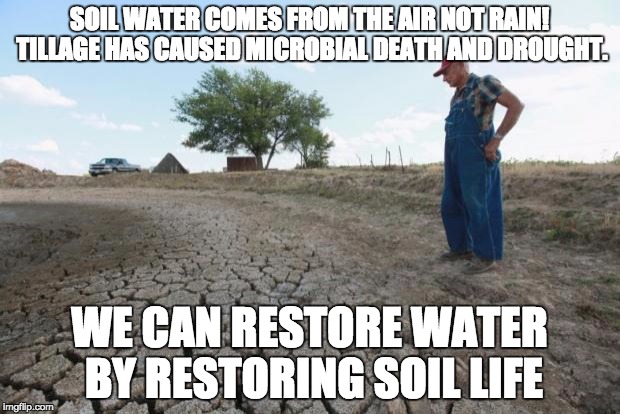 SOIL WATER COMES FROM THE AIR NOT RAIN!
TILLAGE HAS CAUSED MICROBIAL DEATH AND DROUGHT.
WE CAN RESTORE WATER
BY RESTORING SOIL LIFE
imgflip.com